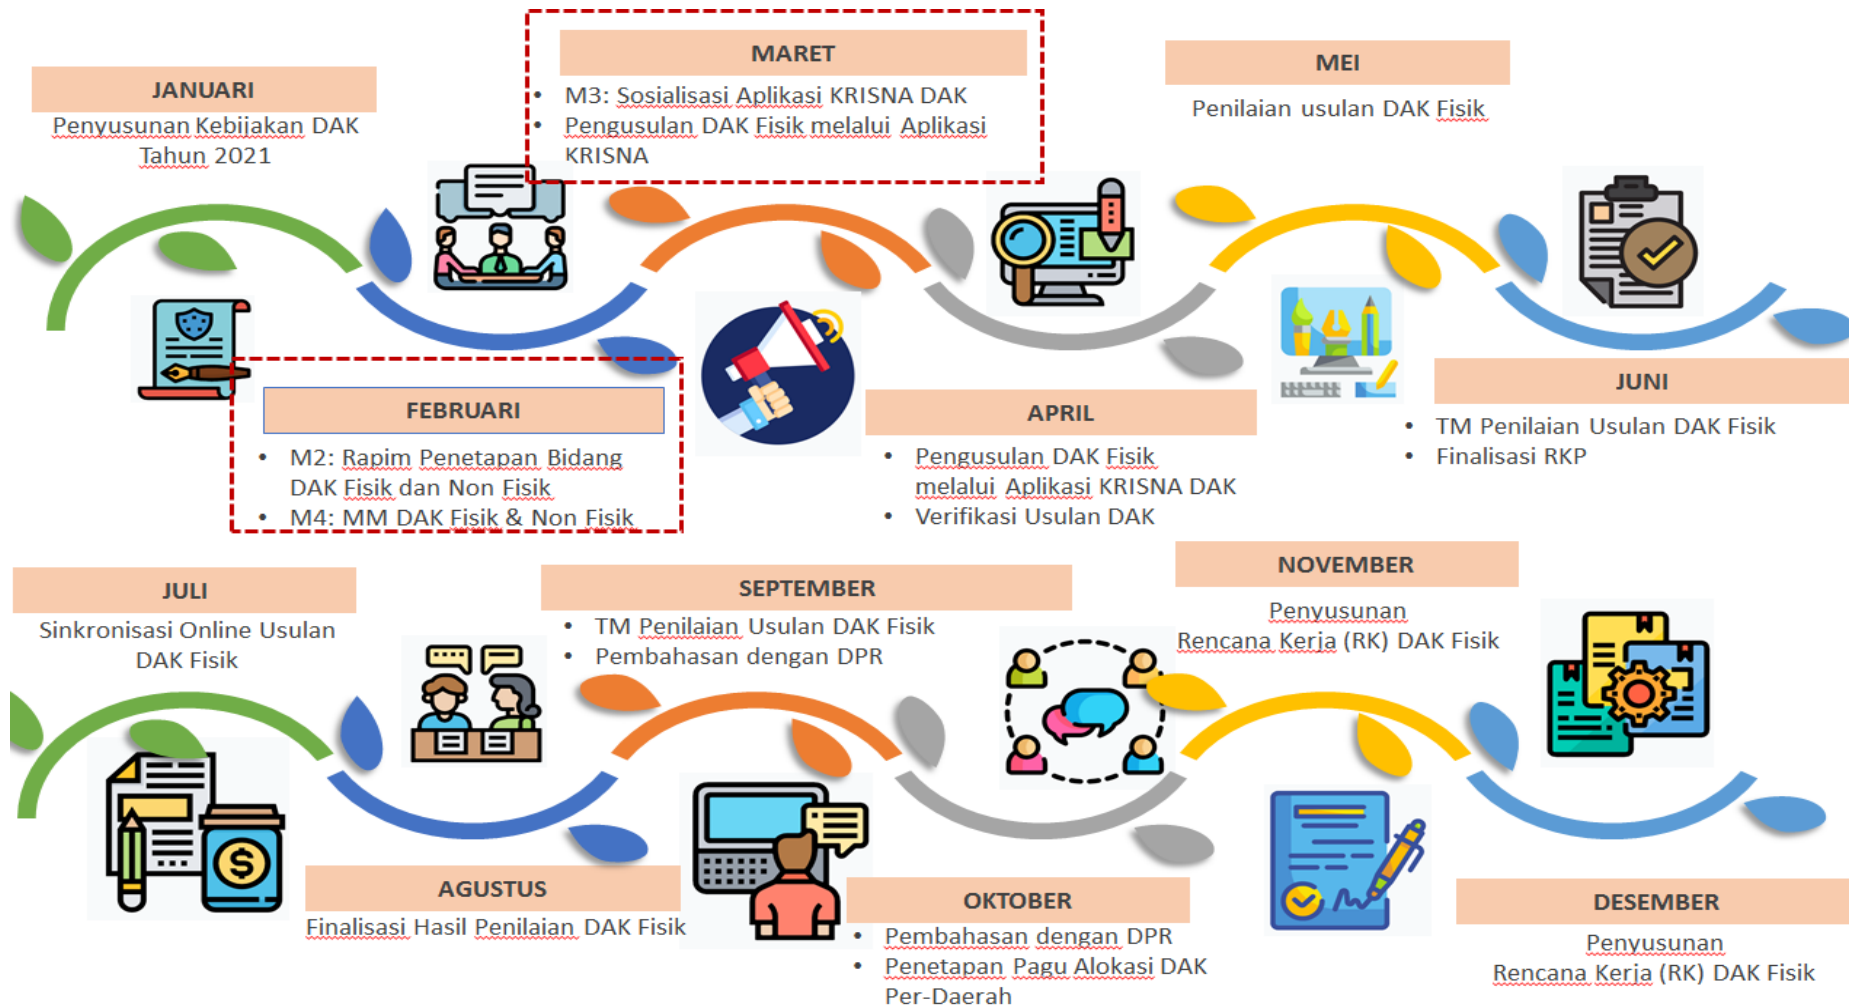 JANUARI
Penyusunan Kebijakan DAK
Tahun 2021
FEBRUARI
• M2: Rapim Penetapan Bidang
DAK Fisik dan Non Fisik
• M4: MM DAK Fisik & Non Fisik
MARET
• M3: Sosialisasi Aplikasi KRISNA DAK
• Pengusulan DAK Fisik melalui Aplikasi
KRISNA
APRIL
• Pengusulan DAK Fisik
melalui Aplikasi KRISNA DAK
• Verifikasi Usulan DAK
MEI
Penilaian usulan DAK Fisik
JUNI
• TM Penilaian Usulan DAK Fisik
• Finalisasi RKP
JULI
Sinkronisasi Online Usulan
DAK Fisik
AGUSTUS
Finalisasi Hasil Penilaian DAK Fisik
SEPTEMBER
• TM Penilaian Usulan DAK Fisik
• Pembahasan dengan DPR
OKTOBER
• Pembahasan dengan DPR
• Penetapan Pagu Alokasi DAK
Per-Daerah
NOVEMBER
Penyusunan
Rencana Kerja (RK) DAK Fisik
DESEMBER
Penyusunan
Rencana Kerja (RK) DAK Fisik